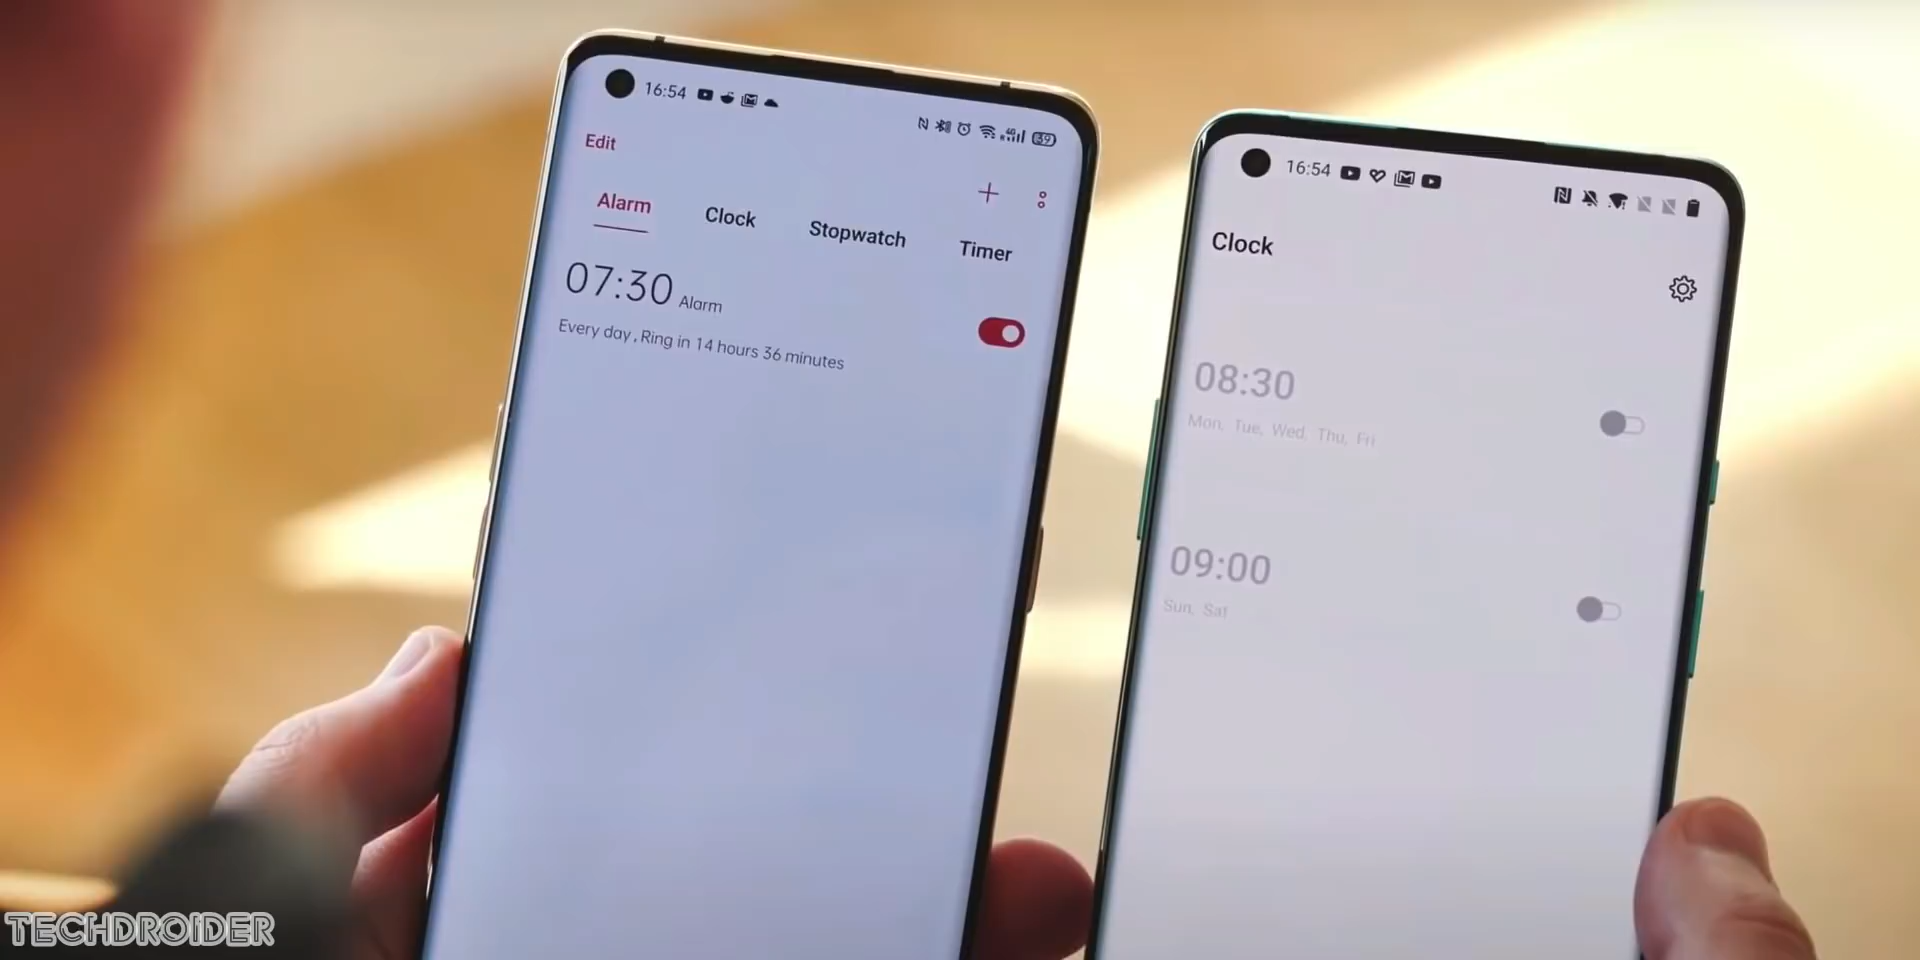 16:54
39
Edit
Alarm Clock Stopwatch Timer
07:30 Alarm
Every day, Ring in 14 hours 36 minutes
16:54
Clock
08:30
Mon, Tue, Wed, Thu, Fri
09:00
Sun, Sat
TECHDROIDER